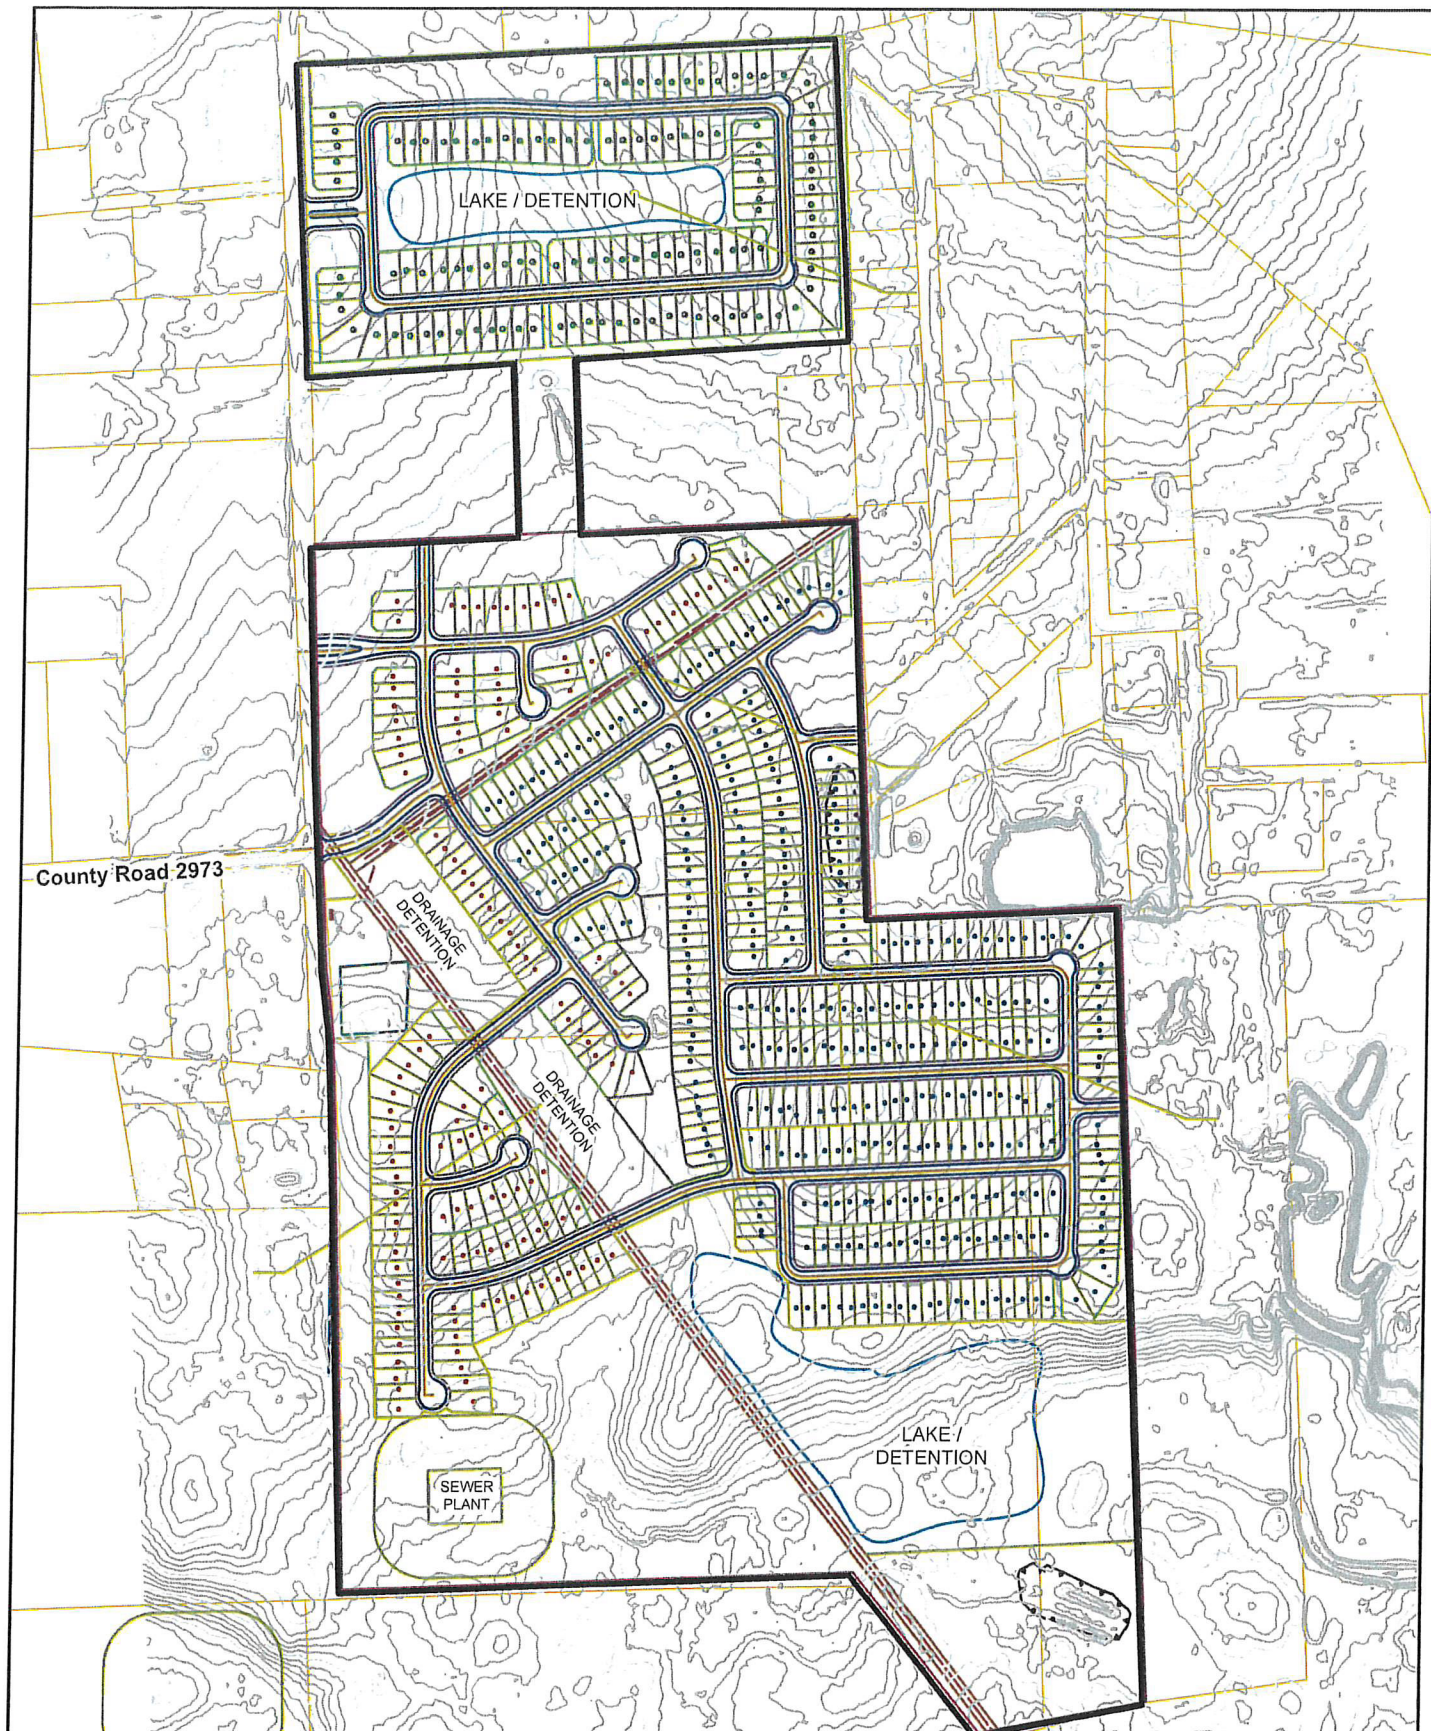 LAKE / DETENTION
County Road 2973
DRAINAGE
DETENTION
DRAINAGE
DETENTION
LAKE /
DETENTION
SEWER
PLANT